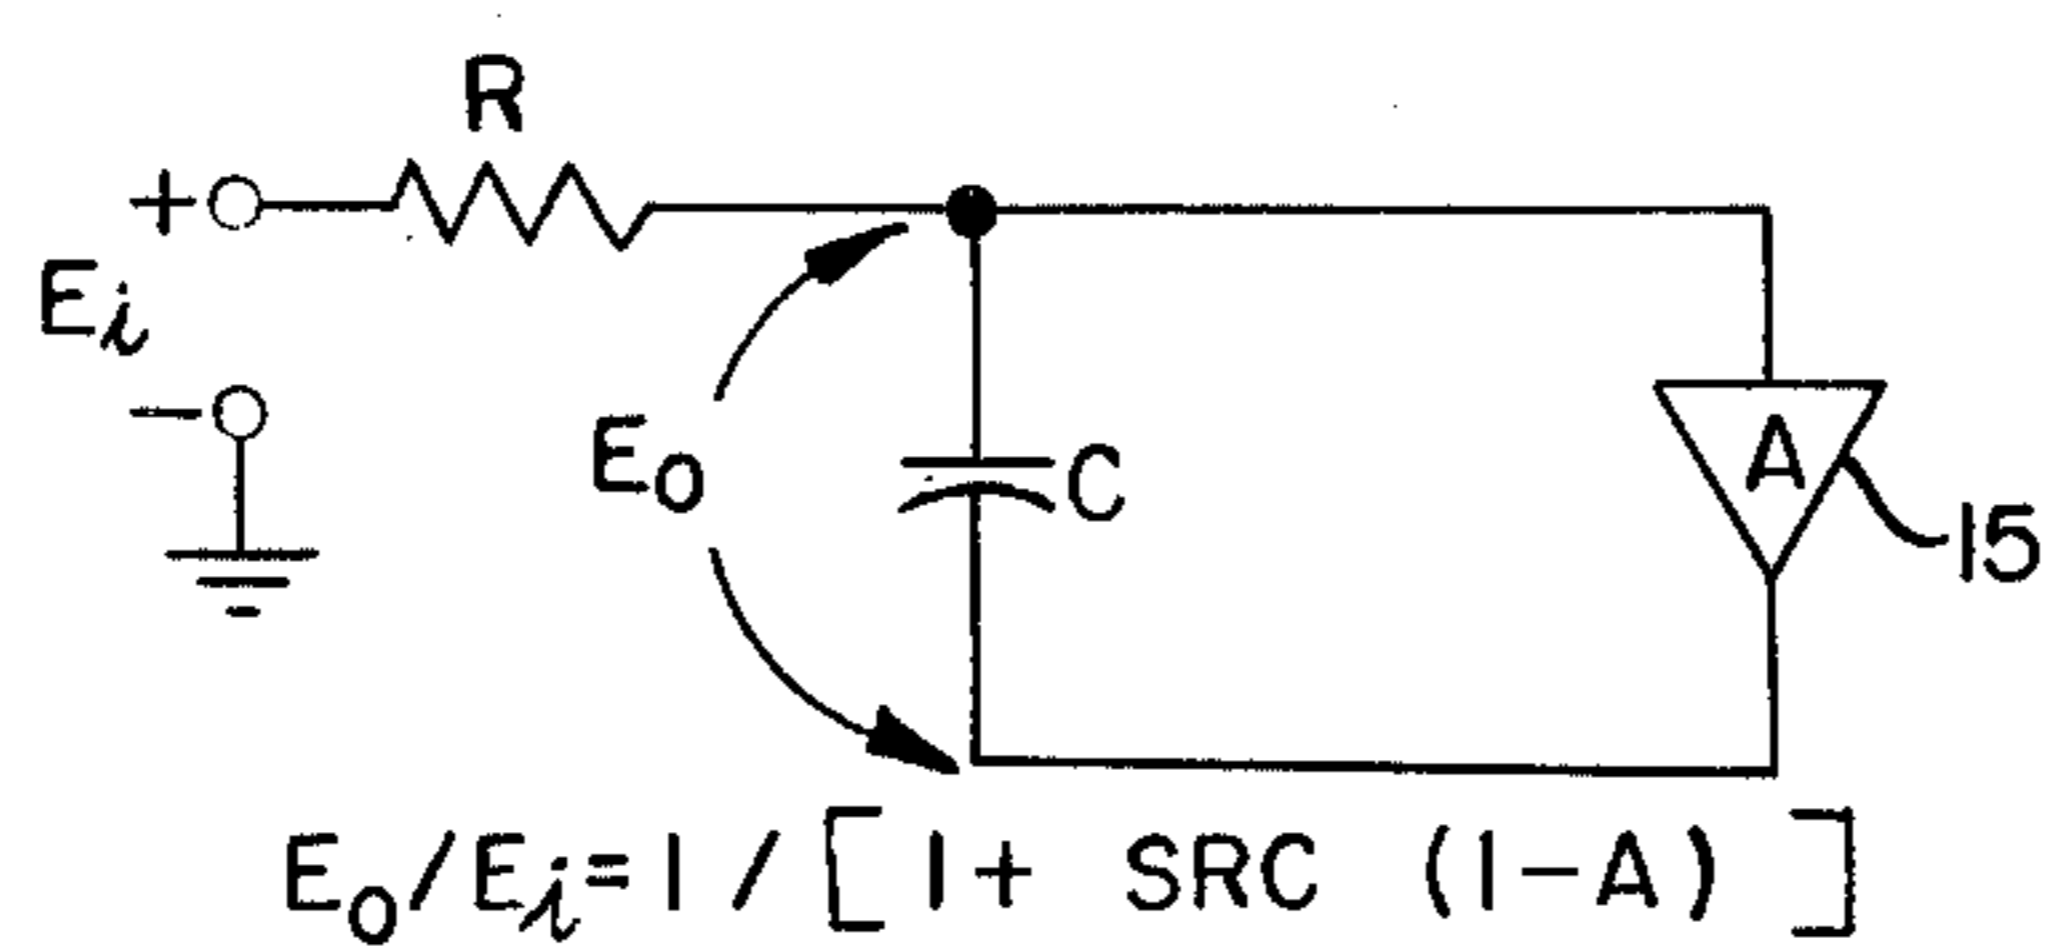 R
+
Ei
−
Eo
C
A
15
Eo/Ei=1/[1+ SRC (1-A)]